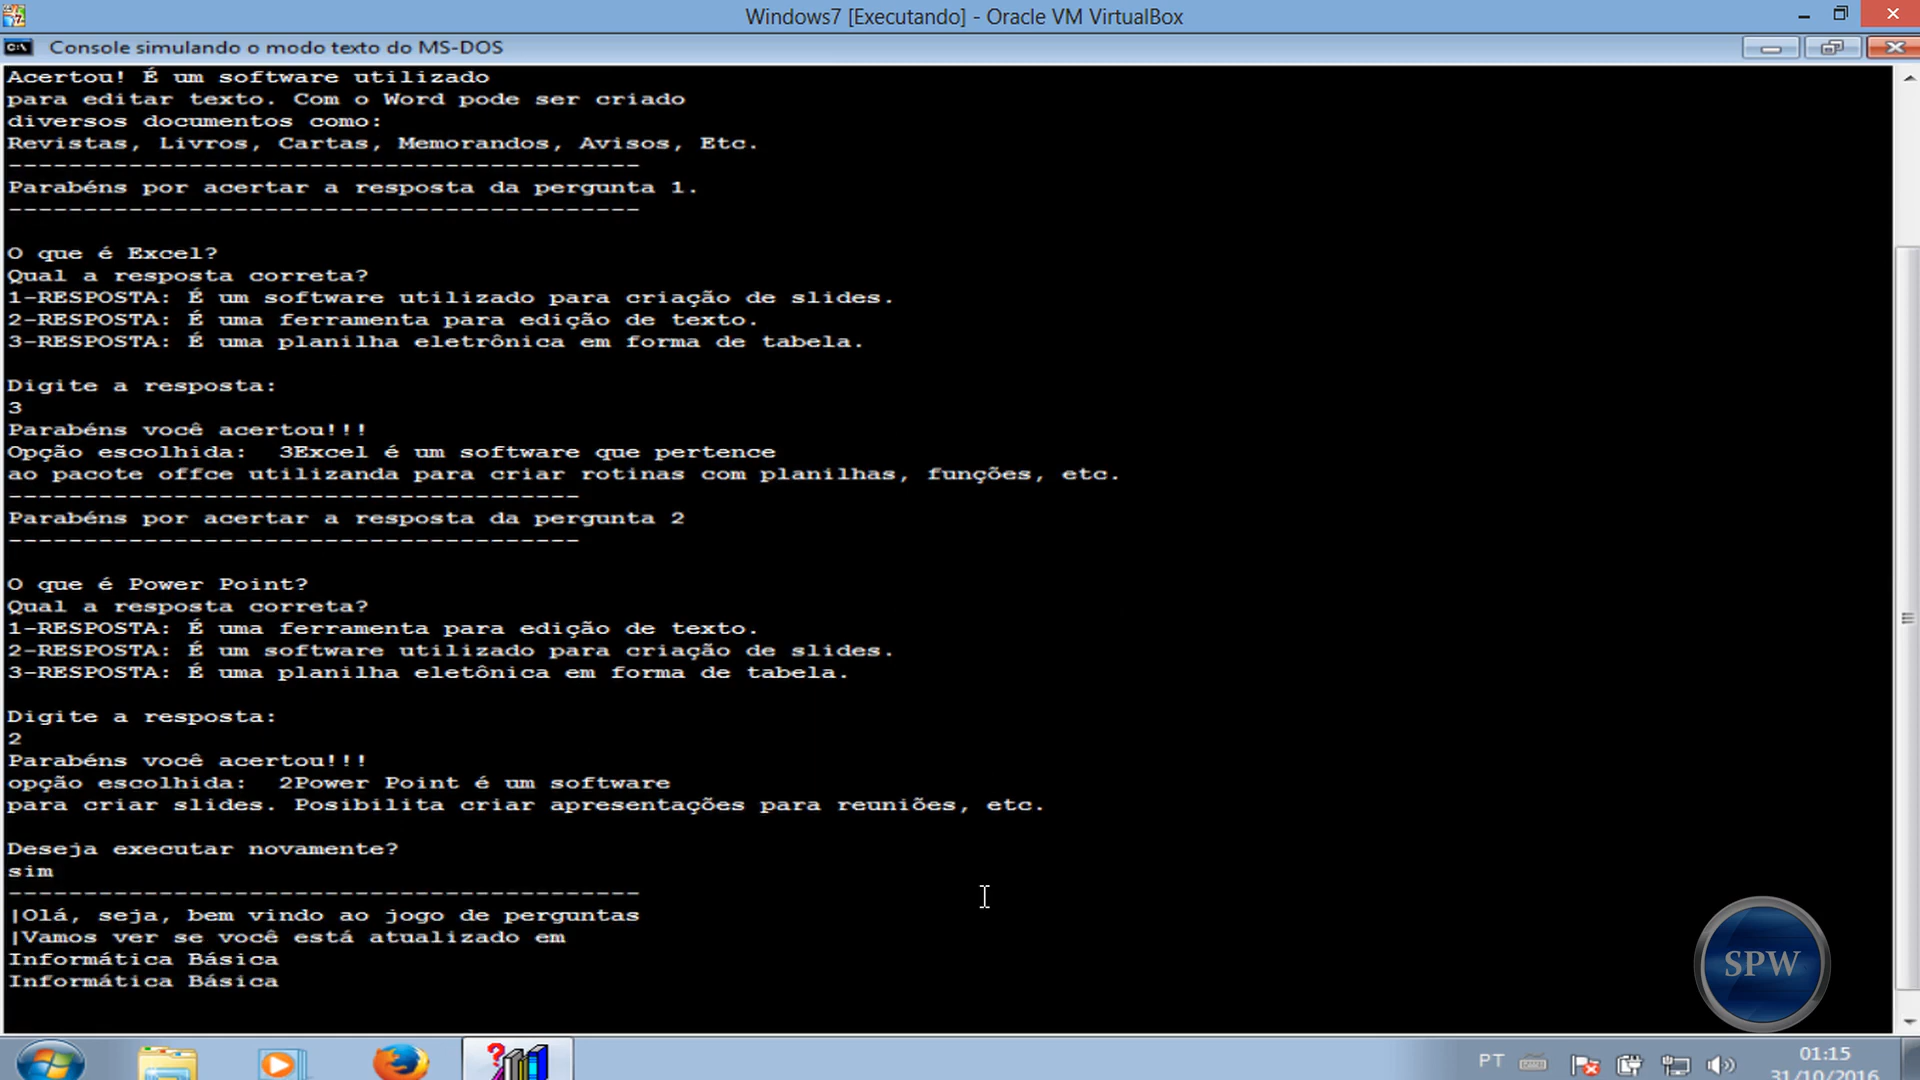 Windows7 [Executando] - Oracle VM VirtualBox
Console simulando o modo texto do MS-DOS
Acertou! É um software utilizado
para editar texto. Com o Word pode ser criado
diversos documentos como:
Revistas, Livros, Cartas, Memorandos, Avisos, Etc.
------------------------------------------
Parabéns por acertar a resposta da pergunta 1.
------------------------------------------
O que é Excel?
Qual a resposta correta?
1-RESPOSTA: É um software utilizado para criação de slides.
2-RESPOSTA: É uma ferramenta para edição de texto.
3-RESPOSTA: É uma planilha eletrônica em forma de tabela.
Digite a resposta:
3
Parabéns você acertou!!!
Opção escolhida:  3Excel é um software que pertence
ao pacote offce utilizanda para criar rotinas com planilhas, funções, etc.
--------------------------------------
Parabéns por acertar a resposta da pergunta 2
--------------------------------------
O que é Power Point?
Qual a resposta correta?
1-RESPOSTA: É uma ferramenta para edição de texto.
2-RESPOSTA: É um software utilizado para criação de slides.
3-RESPOSTA: É uma planilha eletônica em forma de tabela.
Digite a resposta:
2
Parabéns você acertou!!!
opção escolhida:  2Power Point é um software
para criar slides. Posibilita criar apresentações para reuniões, etc.
Deseja executar novamente?
sim
------------------------------------------
|Olá, seja, bem vindo ao jogo de perguntas
|Vamos ver se você está atualizado em
Informática Básica
Informática Básica
SPW
PT
01:15
31/10/2016